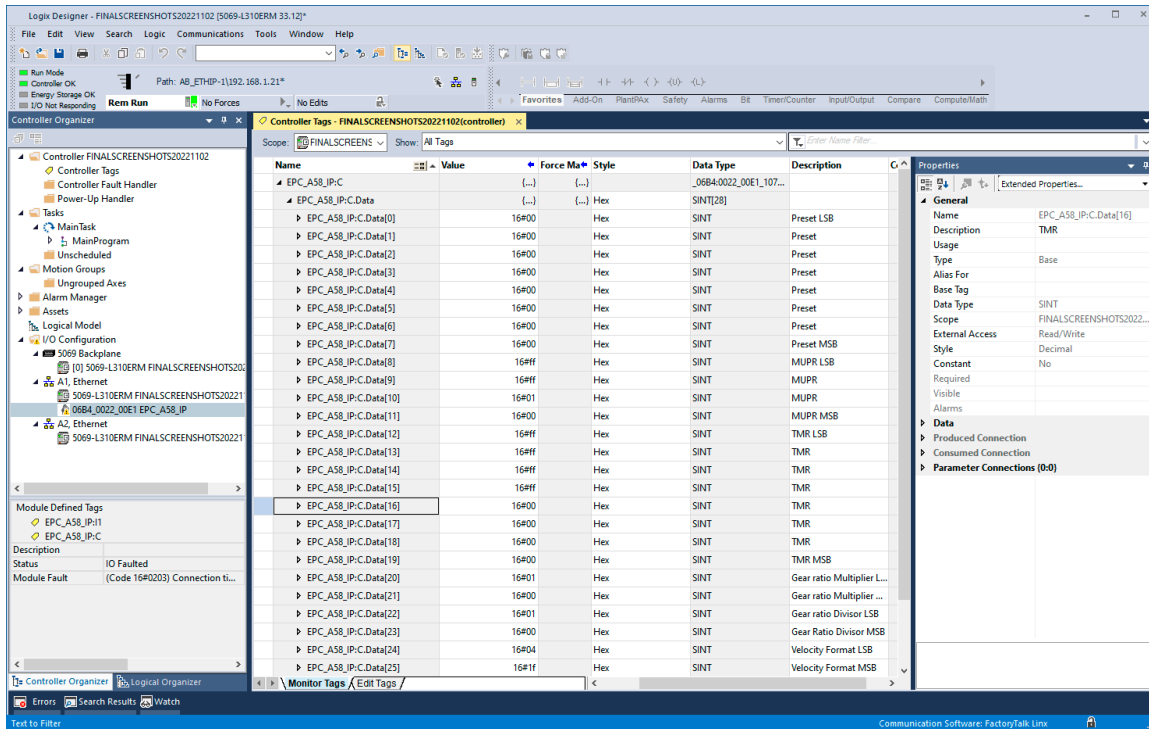 Logix Designer - FINALSCREENSHOTS20221102 [5069-L310ERM 33.12]*
File Edit View Search Logic Communications Tools Window Help
Run Mode
Controller OK
Energy Storage OK
I/O Not Responding
Path: AB_ETHIP-1\192.168.1.21*
Rem Run No Forces No Edits
Favorites Add-On PlantPAx Safety Alarms Bit Timer/Counter Input/Output Compare Compute/Math
Controller Organizer
Controller FINALSCREENSHOTS20221102
Controller Tags
Controller Fault Handler
Power-Up Handler
Tasks
MainTask
MainProgram
Unscheduled
Motion Groups
Ungrouped Axes
Alarm Manager
Assets
Logical Model
I/O Configuration
5069 Backplane
[0] 5069-L310ERM FINALSCREENSHOTS202
A1, Ethernet
5069-L310ERM FINALSCREENSHOTS20221
06B4_0022_00E1 EPC_A58_IP
A2, Ethernet
5069-L310ERM FINALSCREENSHOTS20221
Module Defined Tags
EPC_A58_IP:I1
EPC_A58_IP:C
Description
Status IO Faulted
Module Fault (Code 16#0203) Connection ti...
Controller Organizer Logical Organizer
Controller Tags - FINALSCREENSHOTS20221102(controller)
Scope: FINALSCREENS Show: All Tags Enter Name Filter...
Name Value Force Ma Style Data Type Description C
EPC_A58_IP:C {...} {...} _06B4:0022_00E1_107...
EPC_A58_IP:C.Data {...} {...} Hex SINT[28]
EPC_A58_IP:C.Data[0] 16#00 Hex SINT Preset LSB
EPC_A58_IP:C.Data[1] 16#00 Hex SINT Preset
EPC_A58_IP:C.Data[2] 16#00 Hex SINT Preset
EPC_A58_IP:C.Data[3] 16#00 Hex SINT Preset
EPC_A58_IP:C.Data[4] 16#00 Hex SINT Preset
EPC_A58_IP:C.Data[5] 16#00 Hex SINT Preset
EPC_A58_IP:C.Data[6] 16#00 Hex SINT Preset
EPC_A58_IP:C.Data[7] 16#00 Hex SINT Preset MSB
EPC_A58_IP:C.Data[8] 16#ff Hex SINT MUPR LSB
EPC_A58_IP:C.Data[9] 16#ff Hex SINT MUPR
EPC_A58_IP:C.Data[10] 16#01 Hex SINT MUPR
EPC_A58_IP:C.Data[11] 16#00 Hex SINT MUPR MSB
EPC_A58_IP:C.Data[12] 16#ff Hex SINT TMR LSB
EPC_A58_IP:C.Data[13] 16#ff Hex SINT TMR
EPC_A58_IP:C.Data[14] 16#ff Hex SINT TMR
EPC_A58_IP:C.Data[15] 16#ff Hex SINT TMR
EPC_A58_IP:C.Data[16] 16#00 Hex SINT TMR
EPC_A58_IP:C.Data[17] 16#00 Hex SINT TMR
EPC_A58_IP:C.Data[18] 16#00 Hex SINT TMR
EPC_A58_IP:C.Data[19] 16#00 Hex SINT TMR MSB
EPC_A58_IP:C.Data[20] 16#01 Hex SINT Gear ratio Multiplier L...
EPC_A58_IP:C.Data[21] 16#00 Hex SINT Gear ratio Multiplier ...
EPC_A58_IP:C.Data[22] 16#01 Hex SINT Gear ratio Divisor LSB
EPC_A58_IP:C.Data[23] 16#00 Hex SINT Gear Ratio Divisor MSB
EPC_A58_IP:C.Data[24] 16#04 Hex SINT Velocity Format LSB
EPC_A58_IP:C.Data[25] 16#1f Hex SINT Velocity Format MSB
Monitor Tags Edit Tags
Properties
Extended Properties...
General
Name EPC_A58_IP:C.Data[16]
Description TMR
Usage
Type Base
Alias For
Base Tag
Data Type SINT
Scope FINALSCREENSHOTS2022...
External Access Read/Write
Style Decimal
Constant No
Required
Visible
Alarms
Data
Produced Connection
Consumed Connection
Parameter Connections {0:0}
Errors Search Results Watch
Text to Filter Communication Software: FactoryTalk Linx